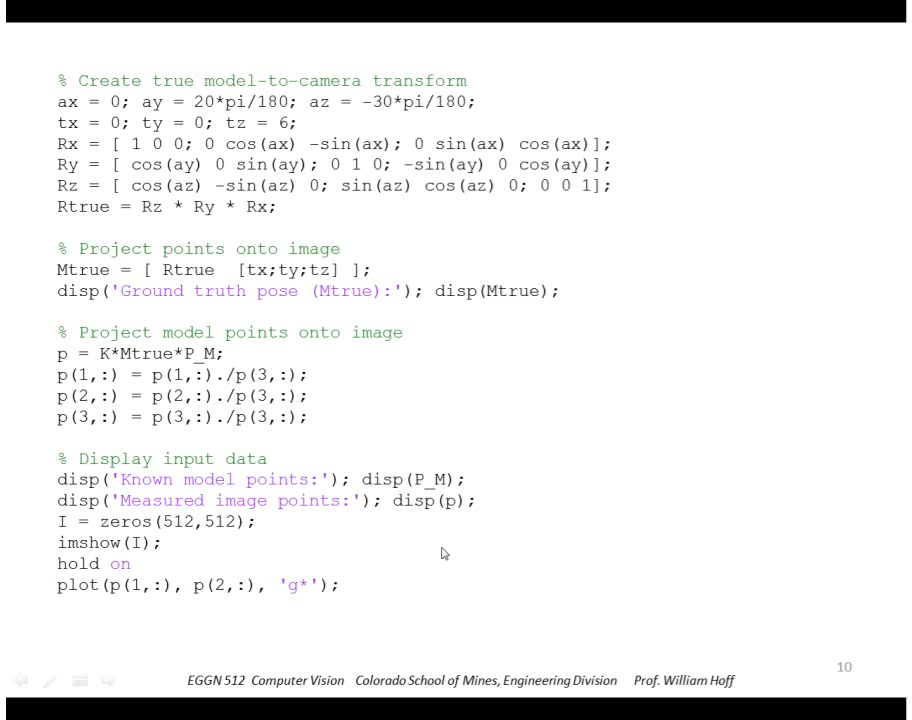 % Create true model-to-camera transform
ax = 0; ay = 20*pi/180; az = -30*pi/180;
tx = 0; ty = 0; tz = 6;
Rx = [ 1 0 0; 0 cos(ax) -sin(ax); 0 sin(ax) cos(ax)];
Ry = [ cos(ay) 0 sin(ay); 0 1 0; -sin(ay) 0 cos(ay)];
Rz = [ cos(az) -sin(az) 0; sin(az) cos(az) 0; 0 0 1];
Rtrue = Rz * Ry * Rx;
% Project points onto image
Mtrue = [ Rtrue  [tx;ty;tz] ];
disp('Ground truth pose (Mtrue):'); disp(Mtrue);
% Project model points onto image
p = K*Mtrue*P_M;
p(1,:) = p(1,:)./p(3,:);
p(2,:) = p(2,:)./p(3,:);
p(3,:) = p(3,:)./p(3,:);
% Display input data
disp('Known model points:'); disp(P_M);
disp('Measured image points:'); disp(p);
I = zeros(512,512);
imshow(I);
hold on
plot(p(1,:), p(2,:), 'g*');
10
EGGN 512 Computer Vision Colorado School of Mines, Engineering Division Prof. William Hoff